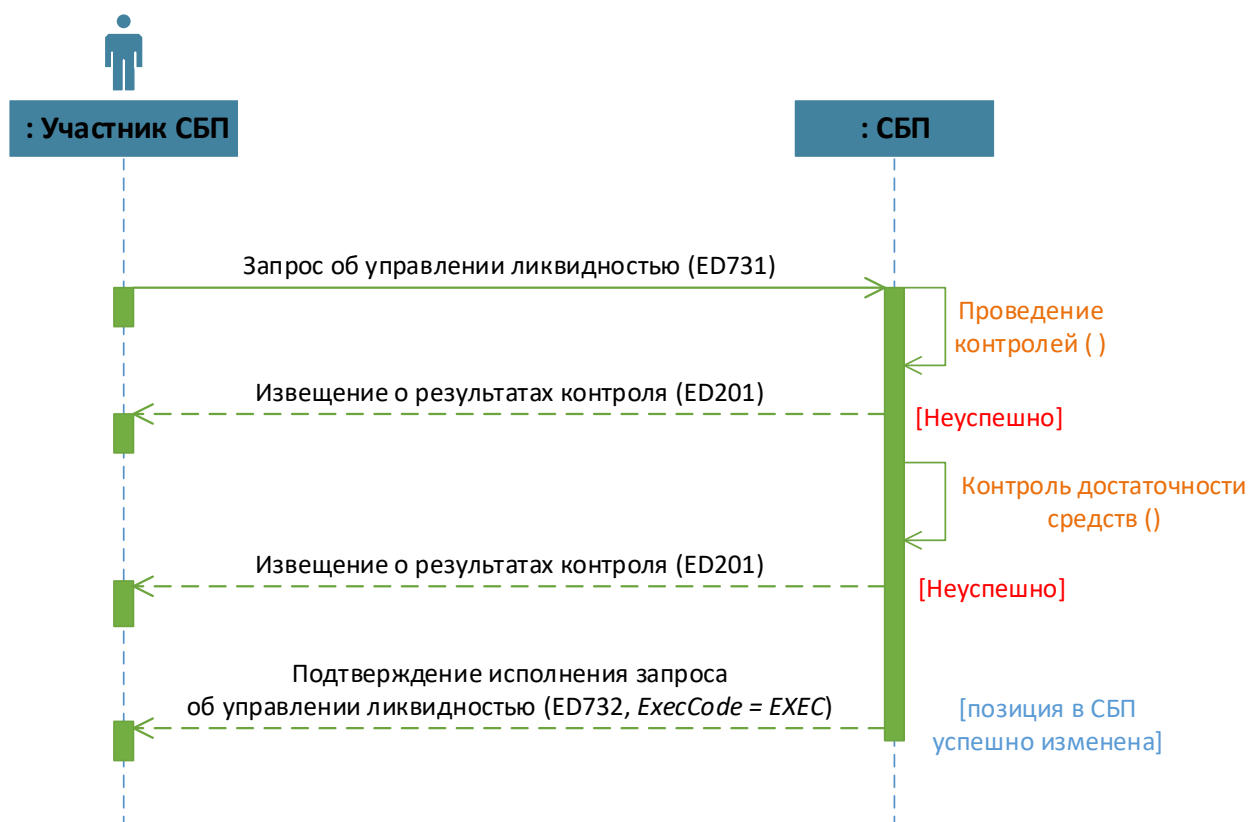 : Участник СБП
: СБП
Запрос об управлении ликвидностью (ED731)
Проведение
контролей ( )
Извещение о результатах контроля (ED201)
[Неуспешно]
Контроль достаточности
средств ()
Извещение о результатах контроля (ED201)
[Неуспешно]
Подтверждение исполнения запроса
об управлении ликвидностью (ED732, ExecCode = EXEC)
[позиция в СБП
успешно изменена]